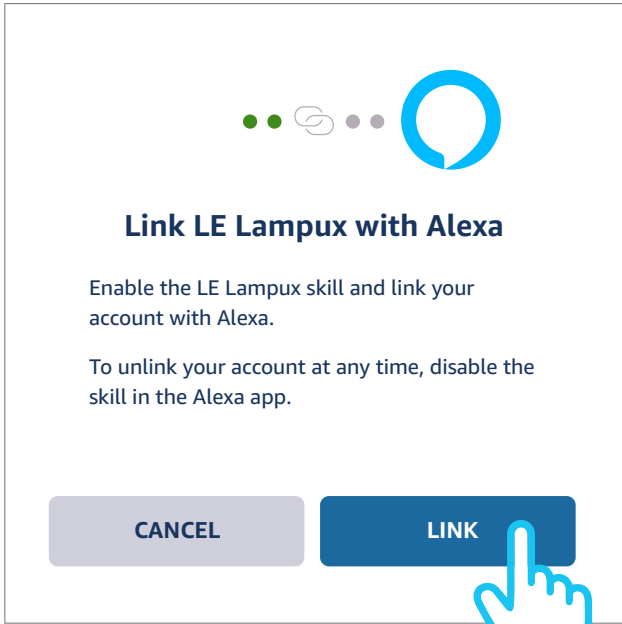 Link LE Lampux with Alexa
Enable the LE Lampux skill and link your
account with Alexa.
To unlink your account at any time, disable the
skill in the Alexa app.
CANCEL
LINK